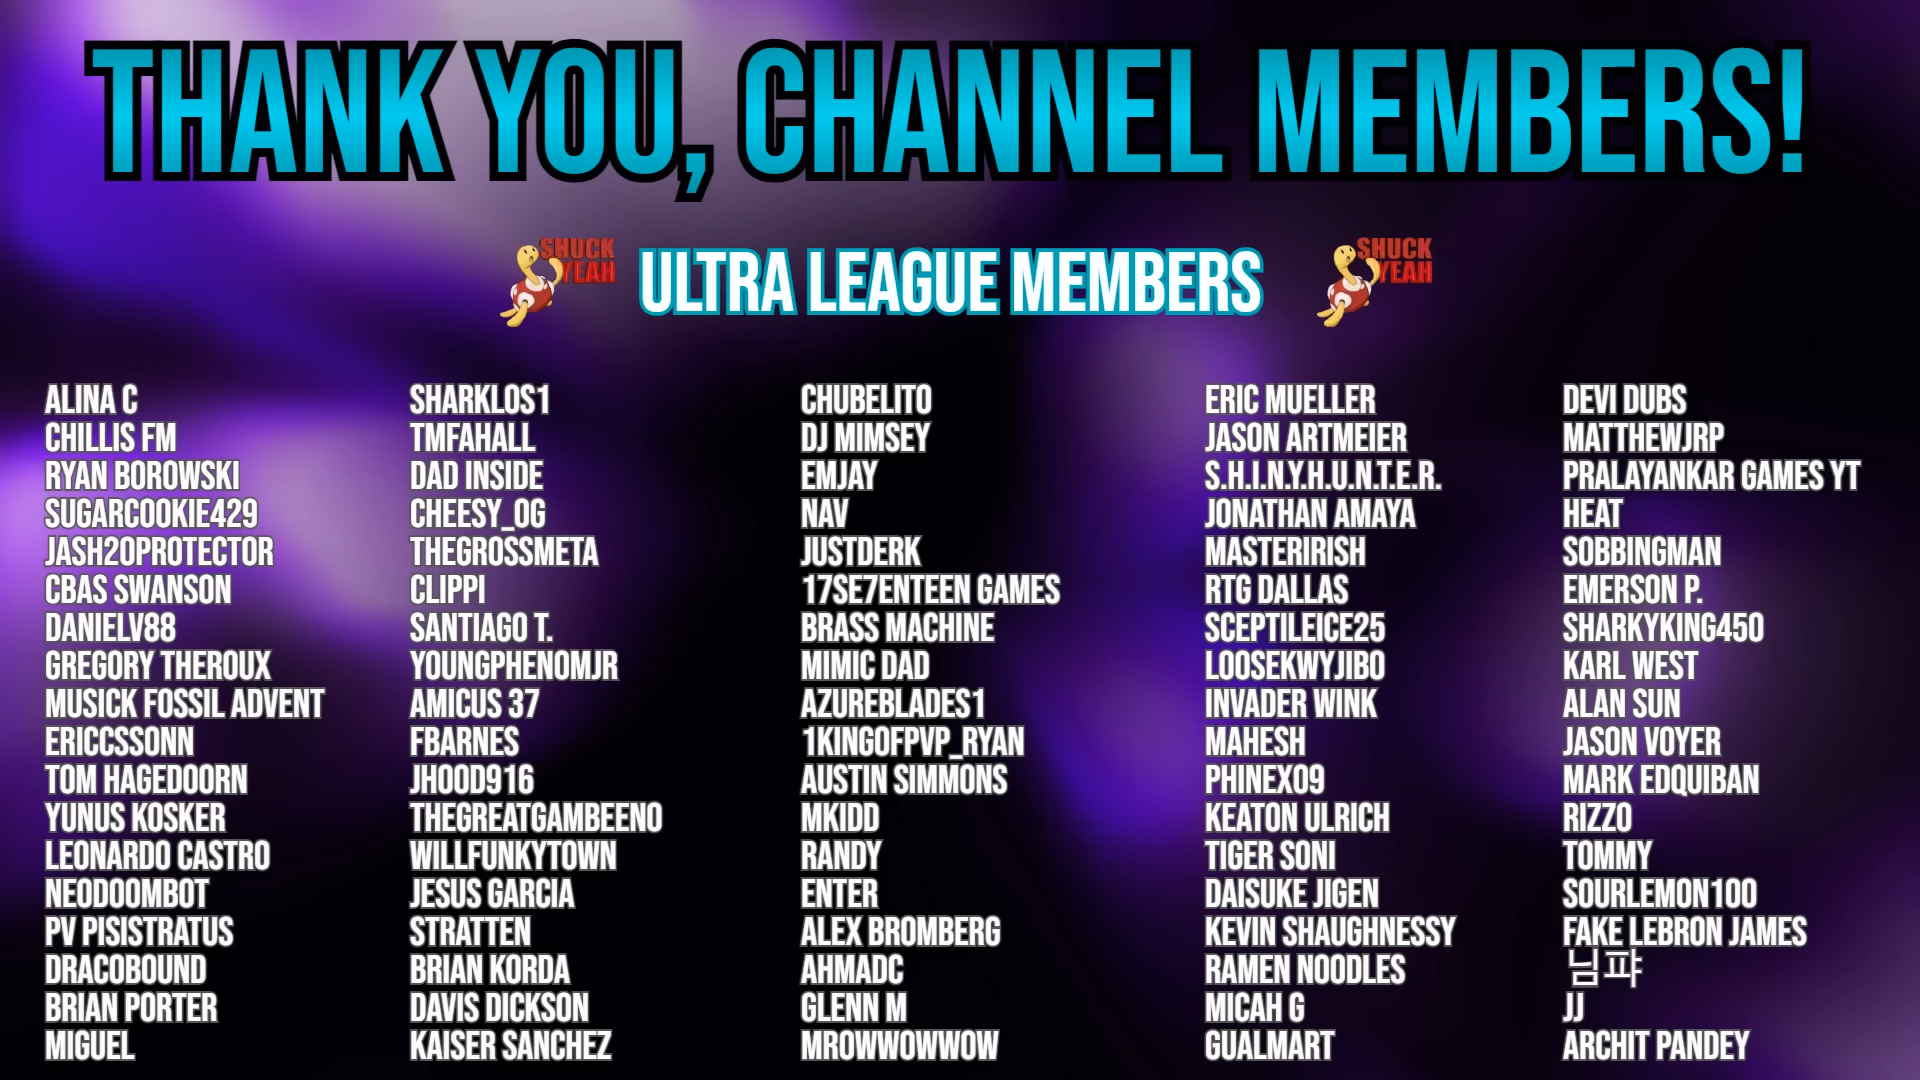 THANK YOU, CHANNEL MEMBERS!
SHUCK YEAH
ULTRA LEAGUE MEMBERS
SHUCK YEAH
ALINA C
CHILLIS FM
RYAN BOROWSKI
SUGARCOOKIE429
JASH20PROTECTOR
CBAS SWANSON
DANIELV88
GREGORY THEROUX
MUSICK FOSSIL ADVENT
ERICCSSONN
TOM HAGEDOORN
YUNUS KOSKER
LEONARDO CASTRO
NEODOOMBOT
PV PISISTRATUS
DRACOBOUND
BRIAN PORTER
MIGUEL
SHARKLOS1
TMFAHALL
DAD INSIDE
CHEESY_OG
THEGROSSMETA
CLIPPI
SANTIAGO T.
YOUNGPHENOMJR
AMICUS 37
FBARNES
JHOOD916
THEGREATGAMBEENO
WILLFUNKYTOWN
JESUS GARCIA
STRATTEN
BRIAN KORDA
DAVIS DICKSON
KAISER SANCHEZ
CHUBELITO
DJ MIMSEY
EMJAY
NAV
JUSTDERK
17SE7ENTEEN GAMES
BRASS MACHINE
MIMIC DAD
AZUREBLADES1
1KINGOFPVP_RYAN
AUSTIN SIMMONS
MKIDD
RANDY
ENTER
ALEX BROMBERG
AHMADC
GLENN M
MROWWOWWOW
ERIC MUELLER
JASON ARTMEIER
S.H.I.N.Y.H.U.N.T.E.R.
JONATHAN AMAYA
MASTERIRISH
RTG DALLAS
SCEPTILEICE25
LOOSEKWYJIBO
INVADER WINK
MAHESH
PHINEX09
KEATON ULRICH
TIGER SONI
DAISUKE JIGEN
KEVIN SHAUGHNESSY
RAMEN NOODLES
MICAH G
GUALMART
DEVI DUBS
MATTHEWJRP
PRALAYANKAR GAMES YT
HEAT
SOBBINGMAN
EMERSON P.
SHARKYKING450
KARL WEST
ALAN SUN
JASON VOYER
MARK EDQUIBAN
RIZZO
TOMMY
SOURLEMON100
FAKE LEBRON JAMES
님퍄
JJ
ARCHIT PANDEY